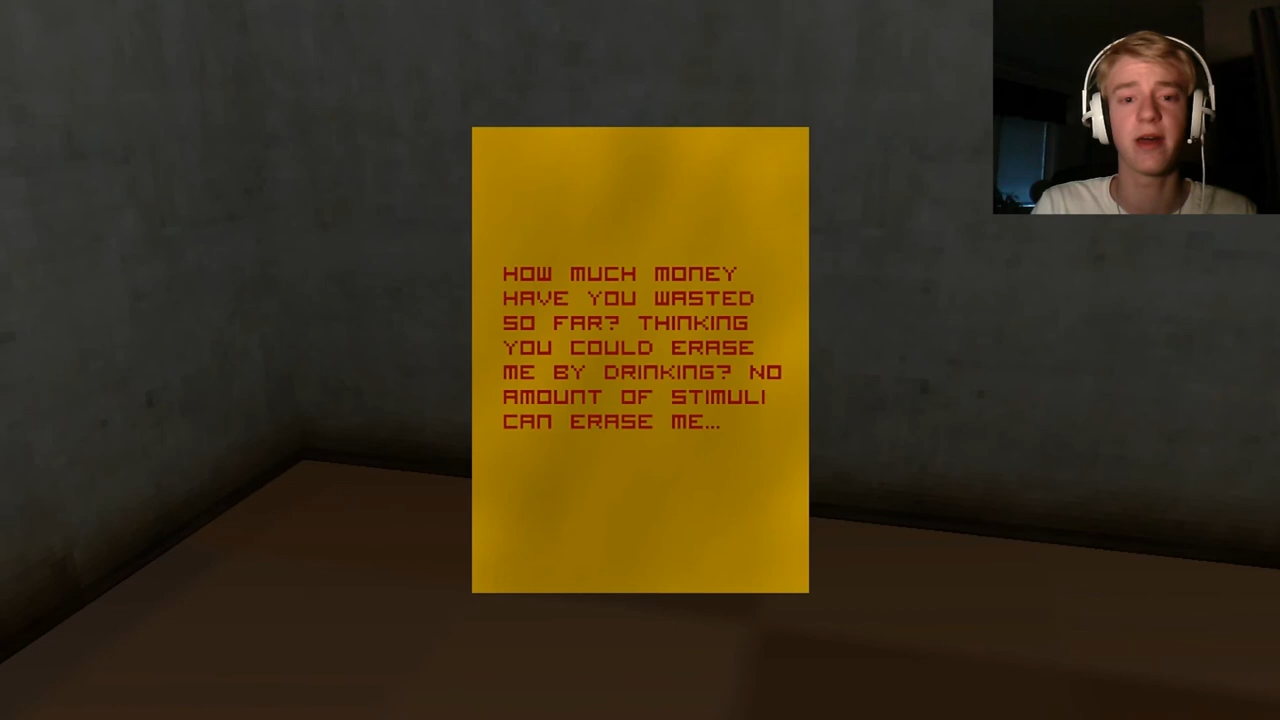 HOW MUCH MONEY
HAVE YOU WASTED
SO FAR? THINKING
YOU COULD ERASE
ME BY DRINKING? NO
AMOUNT OF STIMULI
CAN ERASE ME...